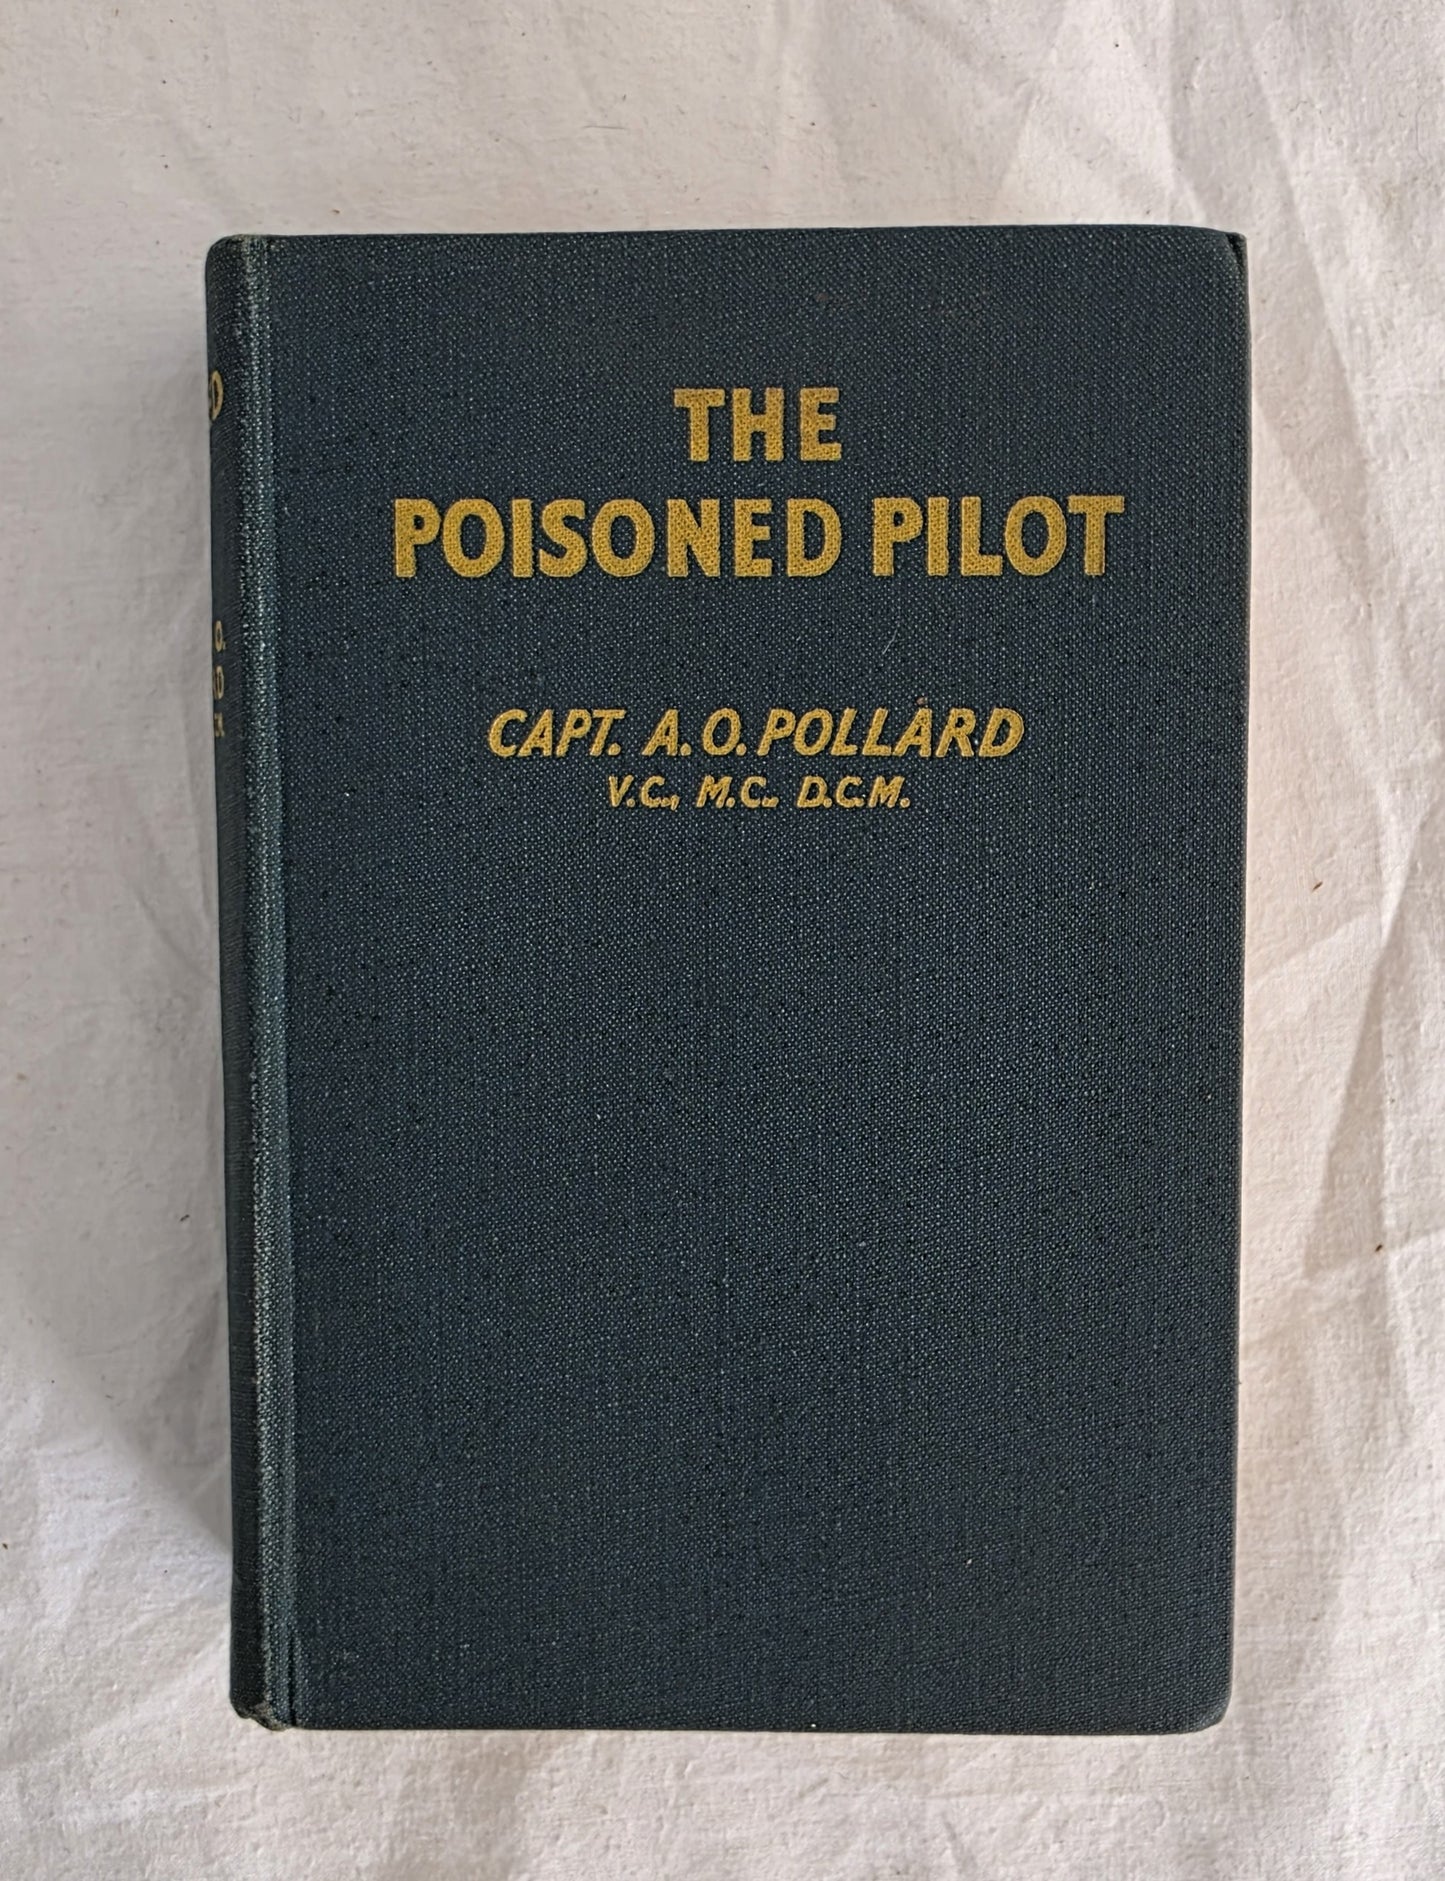 THE
POISONED PILOT
CAPT. A. O. POLLARD
V.C., M.C. D.C.M.
O.